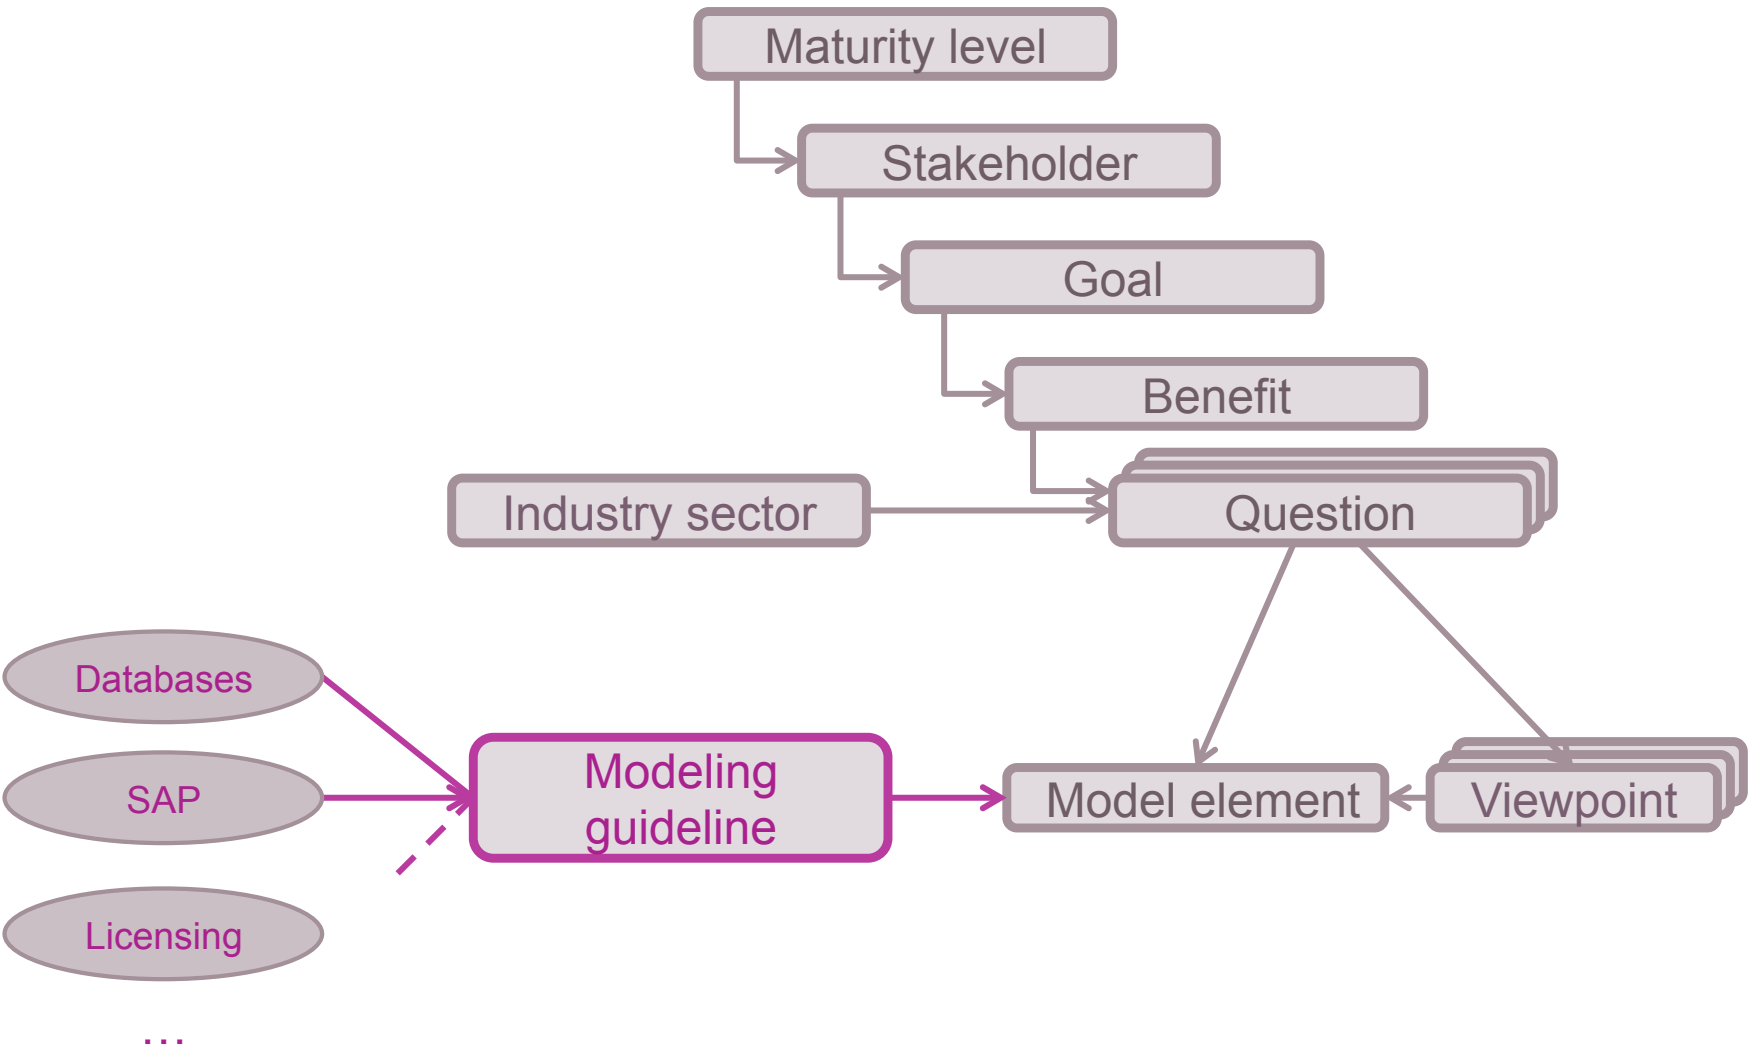 Maturity level
Stakeholder
Goal
Benefit
Industry sector
Question
Databases
SAP
Licensing
...
Modeling
guideline
Model element
Viewpoint